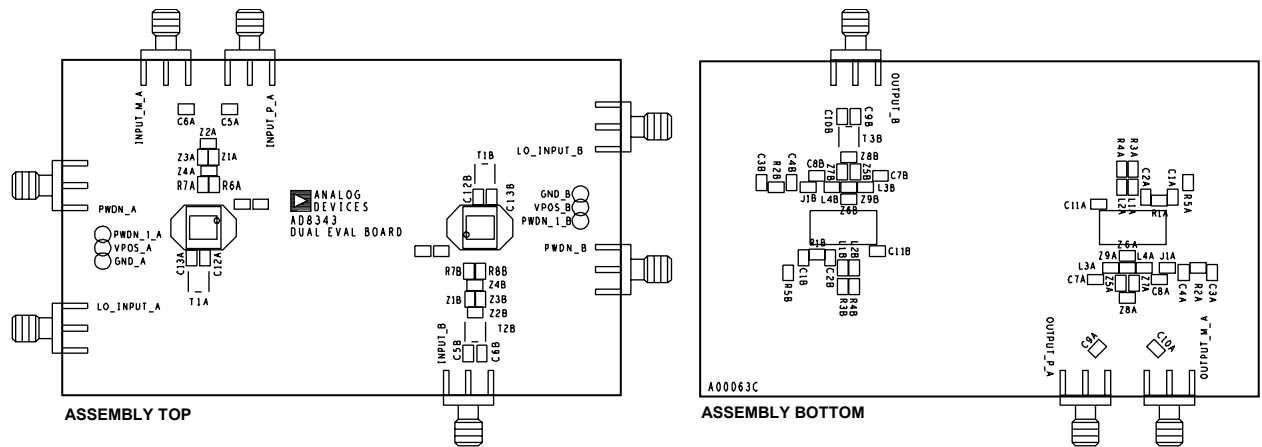 INPUT_M_A
INPUT_P_A
C6A
C5A
Z2A
Z3A
Z1A
Z4A
R7A
R6A
PWDN_A
PWDN_1_A
VPOS_A
GND_A
C13A
C12A
T1A
LO_INPUT_A
ANALOG
DEVICES
AD8343
DUAL EVAL BOARD
LO_INPUT_B
T1B
C12B
C13B
GND_B
VPOS_B
PWDN_1_B
PWDN_B
R7B
R8B
Z4B
Z1B
Z3B
Z2B
T2B
INPUT_B
C5B
C6B
ASSEMBLY TOP
OUTPUT_B
C10B
C9B
T3B
Z8B
C3B
R2B
C4B
C8B
Z7B
Z5B
C7B
J1B
L4B
L3B
Z9B
Z6B
R1B
L1B
L2B
C11B
R5B
C1B
C2B
R3B
R4B
R4A
R3A
C2A
C1A
L2A
L1A
R1A
R5A
C11A
Z6A
Z9A
L3A
L4A
J1A
C7A
Z5A
Z7A
C8A
Z8A
C4A
R2A
C3A
C9A
C10A
OUTPUT_P_A
OUTPUT_M_A
A00063C
ASSEMBLY BOTTOM